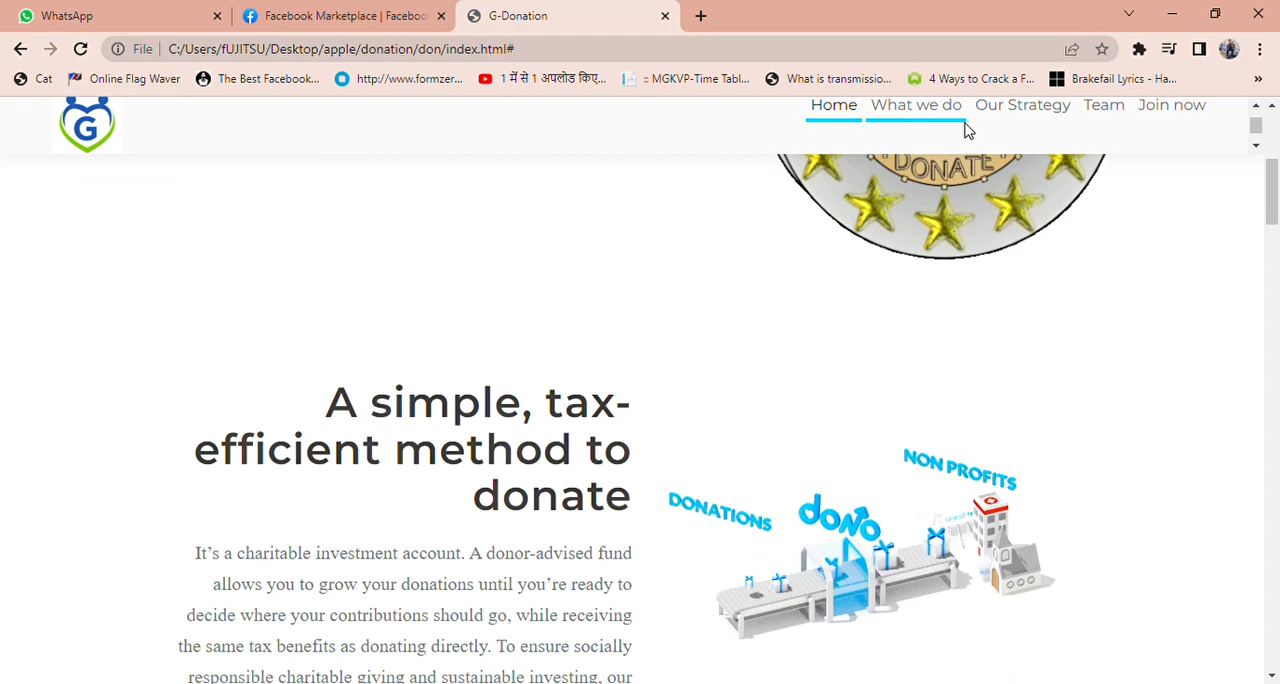 WhatsApp
Facebook Marketplace | Faceboo
G-Donation
File
C:/Users/fUJITSU/Desktop/apple/donation/don/index.html#
Cat
Online Flag Waver
The Best Facebook...
http://www.formzer...
1 में से 1 अपलोड किए...
:: MGKVP-Time Tabl...
What is transmissio...
4 Ways to Crack a F...
Brakefail Lyrics - Ha...
»
G
Home
What we do
Our Strategy
Team
Join now
DONATE
A simple, tax-
efficient method to
donate
DONATIONS
dono
NON PROFITS
It’s a charitable investment account. A donor-advised fund
allows you to grow your donations until you’re ready to
decide where your contributions should go, while receiving
the same tax benefits as donating directly. To ensure socially
responsible charitable giving and sustainable investing, our